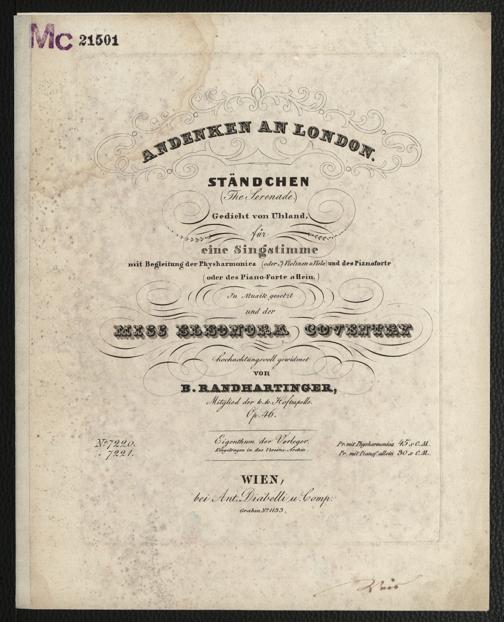 Mc 21501
ANDENKEN AN LONDON.
STÄNDCHEN
(The Serenade)
Gedicht von Uhland,
für
eine Singstimme
mit Begleitung der Physharmonica (oder 3 Violinen u Viola) und des Pianoforte
(oder des Piano-Forte allein,)
In Musik gesetzt
und der
MISS ELEONORA COVENTRY
hochachtungsvoll gewidmet
von
B. RANDHARTINGER,
Mitglied der k. k. Hofkapelle.
Op. 46.
Nº 7220.
7221.
Eigenthum der Verleger.
Eingetragen in das Vereins-Archiv.
Pr. mit Physharmonica 45 x C.M.
Pr. mit Pianof. allein 30 x C.M.
WIEN,
bei Ant. Diabelli u. Comp.
Graben Nº 1133.